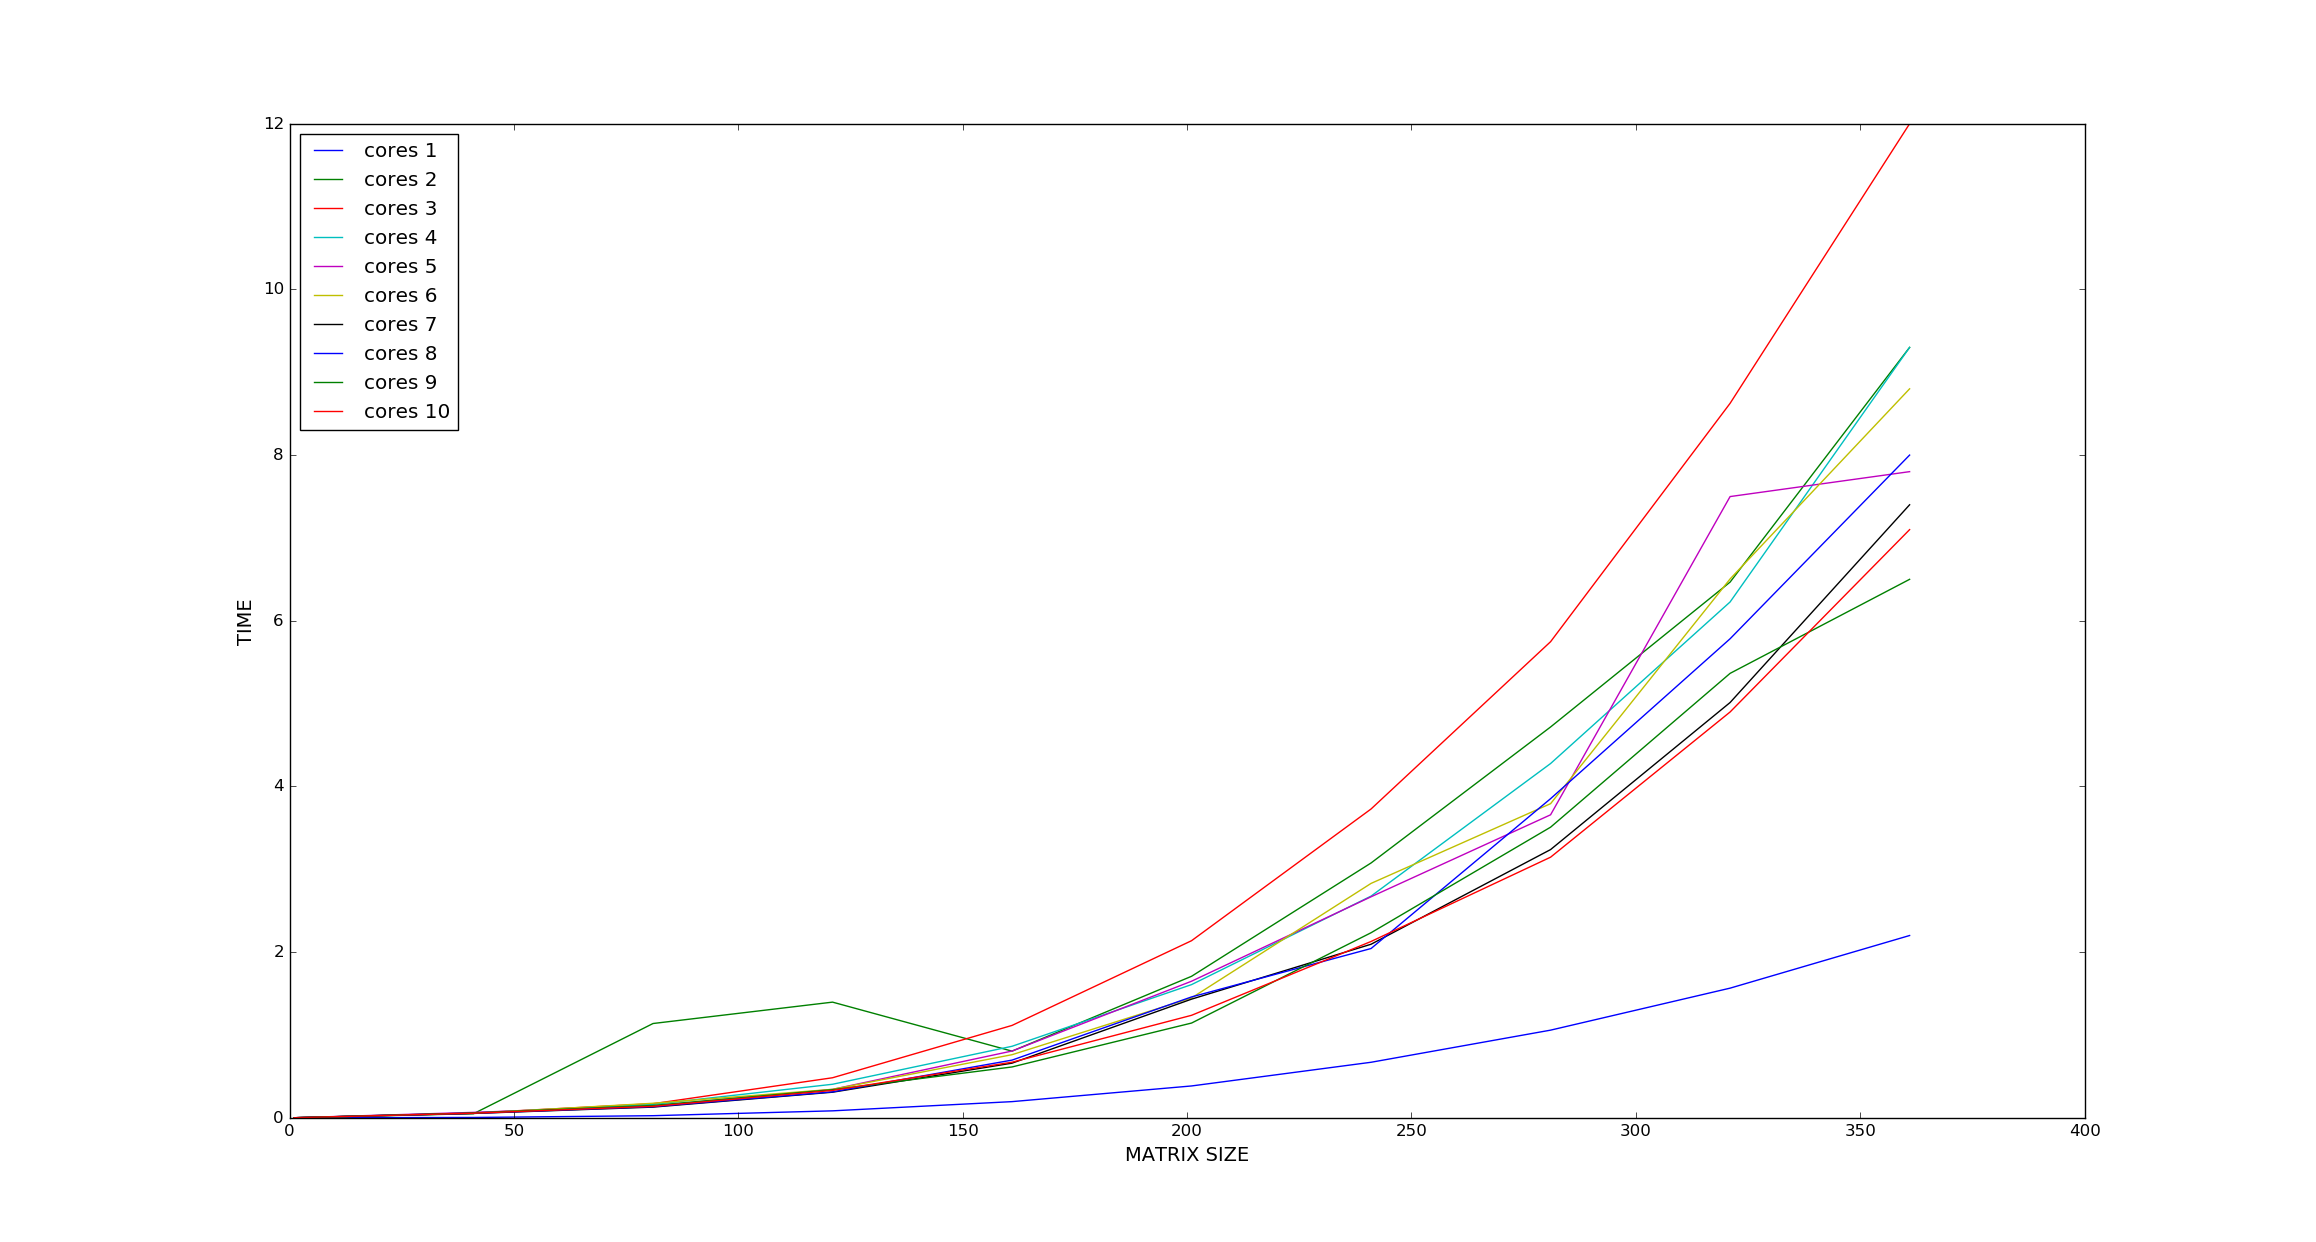 12
10
8
6
4
2
0
TIME
cores 1
cores 2
cores 3
cores 4
cores 5
cores 6
cores 7
cores 8
cores 9
cores 10
0 50 100 150 200 250 300 350 400
MATRIX SIZE